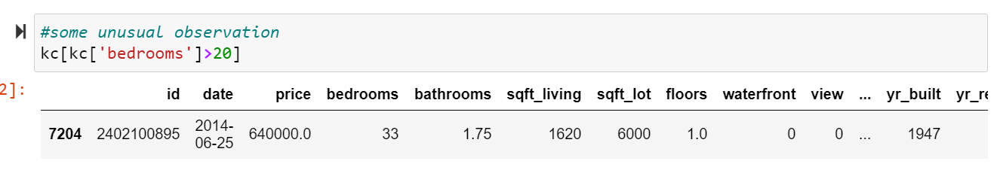 #some unusual observation
kc[kc['bedrooms']>20]
2]:
id date price bedrooms bathrooms sqft_living sqft_lot floors waterfront view ... yr_built yr_re
7204 2402100895 2014-06-25 640000.0 33 1.75 1620 6000 1.0 0 0 ... 1947